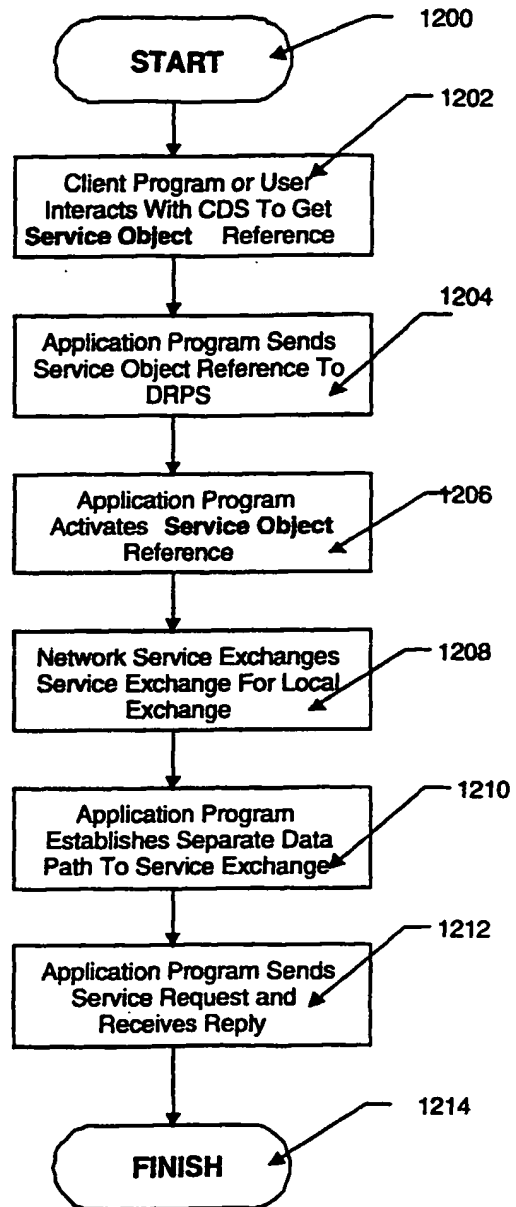 1200
START
1202
Client Program or User
Interacts With CDS To Get
Service Object Reference
1204
Application Program Sends
Service Object Reference To
DRPS
1206
Application Program
Activates Service Object
Reference
1208
Network Service Exchanges
Service Exchange For Local
Exchange
1210
Application Program
Establishes Separate Data
Path To Service Exchange
1212
Application Program Sends
Service Request and
Receives Reply
1214
FINISH